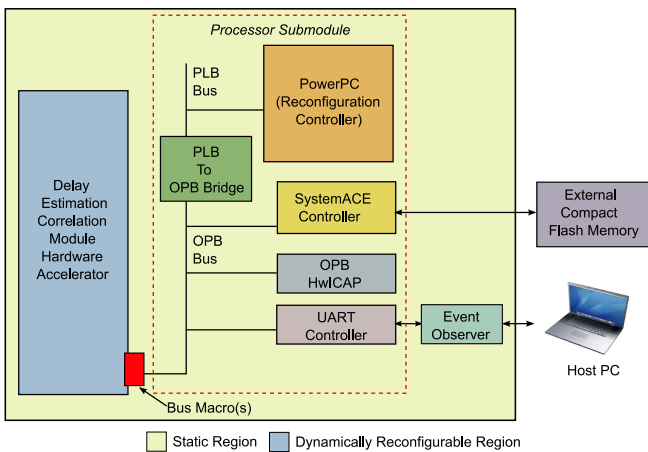 Processor Submodule
PLB
Bus
PowerPC
(Reconfiguration
Controller)
PLB
To
OPB Bridge
Delay
Estimation
Correlation
Module
Hardware
Accelerator
SystemACE
Controller
External
Compact
Flash Memory
OPB
Bus
OPB
HwICAP
UART
Controller
Event
Observer
Host PC
Bus Macro(s)
Static Region
Dynamically Reconfigurable Region